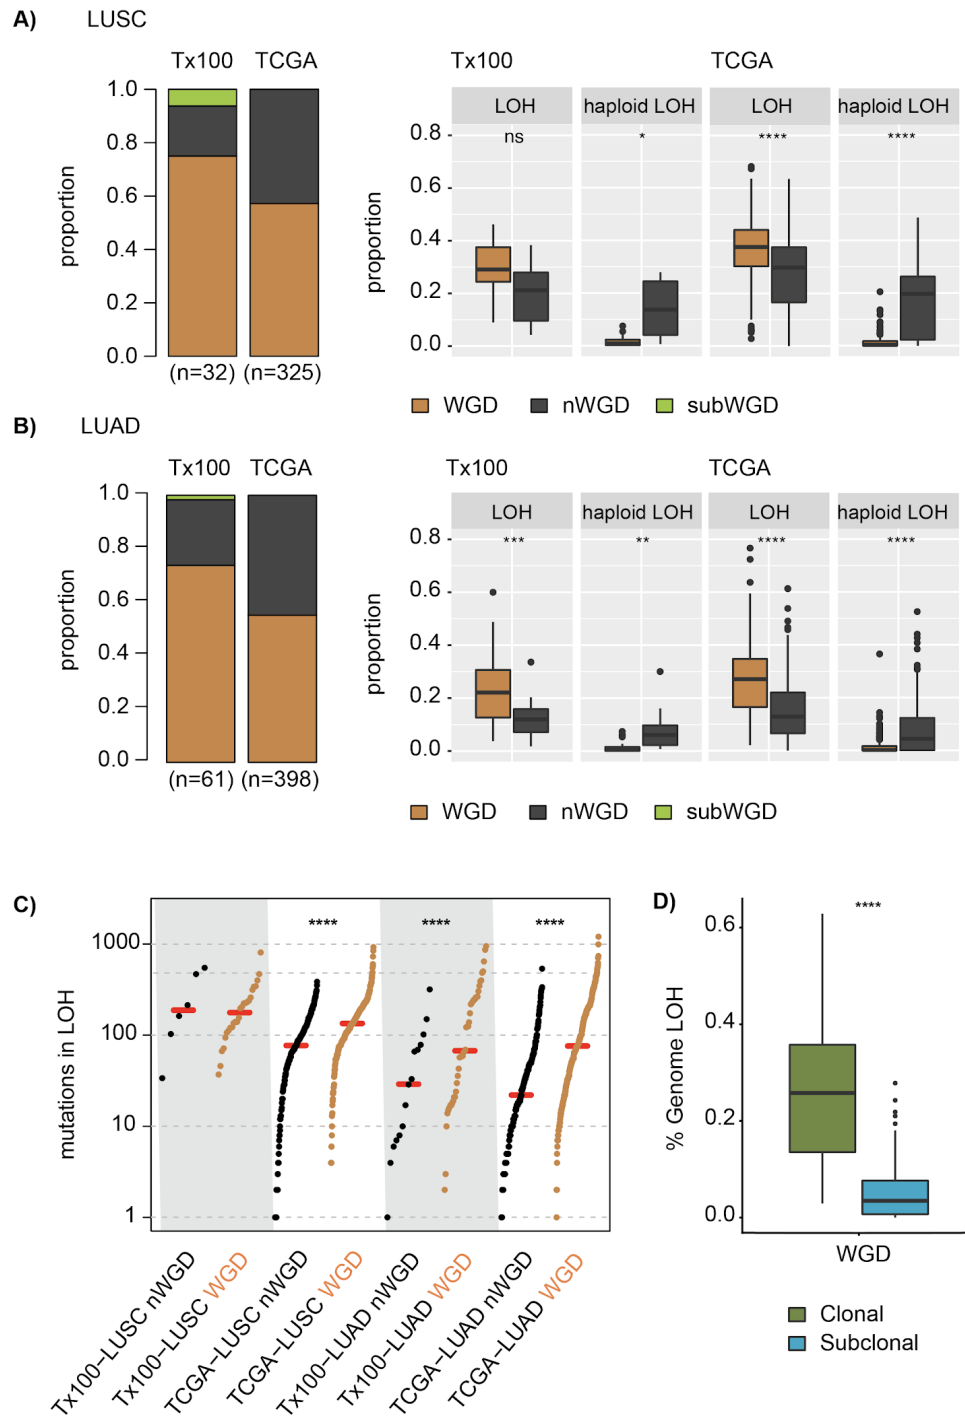 A) LUSC
Tx100 TCGA
proportion
1.0
0.8
0.6
0.4
0.2
0.0
(n=32) (n=325)
Tx100 TCGA
LOH haploid LOH LOH haploid LOH
ns * **** ****
proportion
0.8
0.6
0.4
0.2
0.0
WGD nWGD subWGD
B) LUAD
Tx100 TCGA
proportion
1.0
0.8
0.6
0.4
0.2
0.0
(n=61) (n=398)
Tx100 TCGA
LOH haploid LOH LOH haploid LOH
*** ** **** ****
proportion
0.8
0.6
0.4
0.2
0.0
WGD nWGD subWGD
C)
**** **** ****
mutations in LOH
1000
100
10
1
Tx100−LUSC nWGD
Tx100−LUSC WGD
TCGA−LUSC nWGD
TCGA−LUSC WGD
Tx100−LUAD nWGD
Tx100−LUAD WGD
TCGA−LUAD nWGD
TCGA−LUAD WGD
D)
****
% Genome LOH
0.6
0.4
0.2
0.0
WGD
Clonal
Subclonal